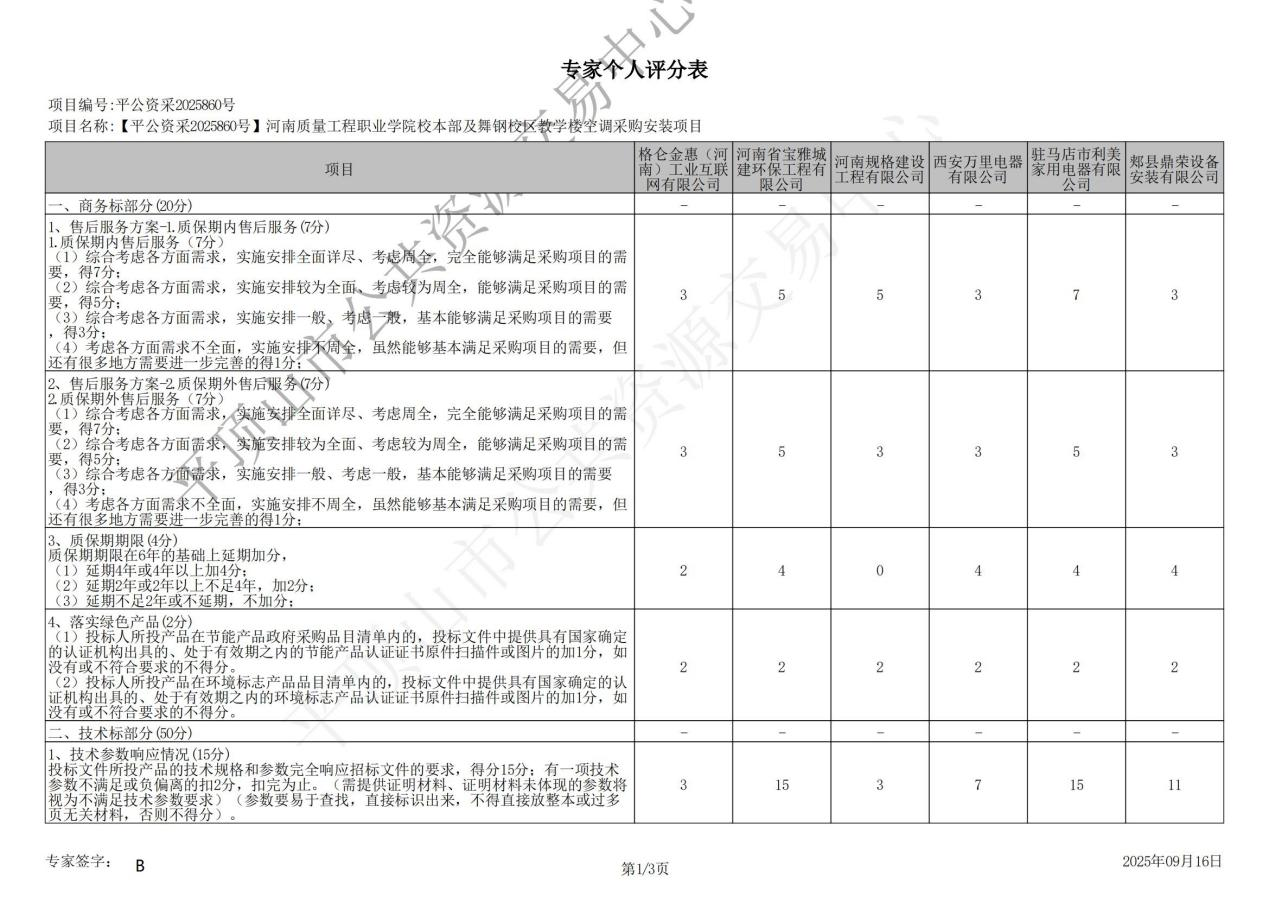 专家个人评分表
项目编号:平公资采2025860号
项目名称:【平公资采2025860号】河南质量工程职业学院校本部及舞钢校区教学楼空调采购安装项目
项目
格仑金惠（河
南）工业互联
网有限公司
河南省宝雅城
建环保工程有
限公司
河南规格建设
工程有限公司
西安万里电器
有限公司
驻马店市利美
家用电器有限
公司
郏县鼎荣设备
安装有限公司
一、商务标部分(20分)
－ － － － － －
1、售后服务方案-1.质保期内售后服务(7分)
1.质保期内售后服务（7分）
（1）综合考虑各方面需求，实施安排全面详尽、考虑周全，完全能够满足采购项目的需
要，得7分；
（2）综合考虑各方面需求，实施安排较为全面、考虑较为周全，能够满足采购项目的需
要，得5分；
（3）综合考虑各方面需求，实施安排一般、考虑一般，基本能够满足采购项目的需要
，得3分；
（4）考虑各方面需求不全面，实施安排不周全，虽然能够基本满足采购项目的需要，但
还有很多地方需要进一步完善的得1分；
3 5 5 3 7 3
2、售后服务方案-2.质保期外售后服务(7分)
2.质保期外售后服务（7分）
（1）综合考虑各方面需求，实施安排全面详尽、考虑周全，完全能够满足采购项目的需
要，得7分；
（2）综合考虑各方面需求，实施安排较为全面、考虑较为周全，能够满足采购项目的需
要，得5分；
（3）综合考虑各方面需求，实施安排一般、考虑一般，基本能够满足采购项目的需要
，得3分；
（4）考虑各方面需求不全面，实施安排不周全，虽然能够基本满足采购项目的需要，但
还有很多地方需要进一步完善的得1分；
3 5 3 3 5 3
3、质保期期限(4分)
质保期期限在6年的基础上延期加分，
（1）延期4年或4年以上加4分；
（2）延期2年或2年以上不足4年，加2分；
（3）延期不足2年或不延期，不加分；
2 4 0 4 4 4
4、落实绿色产品(2分)
（1）投标人所投产品在节能产品政府采购品目清单内的，投标文件中提供具有国家确定
的认证机构出具的、处于有效期之内的节能产品认证证书原件扫描件或图片的加1分，如
没有或不符合要求的不得分。
（2）投标人所投产品在环境标志产品品目清单内的，投标文件中提供具有国家确定的认
证机构出具的、处于有效期之内的环境标志产品认证证书原件扫描件或图片的加1分，如
没有或不符合要求的不得分。
2 2 2 2 2 2
二、技术标部分(50分)
－ － － － － －
1、技术参数响应情况(15分)
投标文件所投产品的技术规格和参数完全响应招标文件的要求，得分15分；有一项技术
参数不满足或负偏离的扣2分，扣完为止。（需提供证明材料、证明材料未体现的参数将
视为不满足技术参数要求）（参数要易于查找，直接标识出来，不得直接放整本或过多
页无关材料，否则不得分）。
3 15 3 7 15 11
专家签字： B
第1/3页
2025年09月16日
平顶山市公共资源交易中心
平顶山市公共资源交易中心